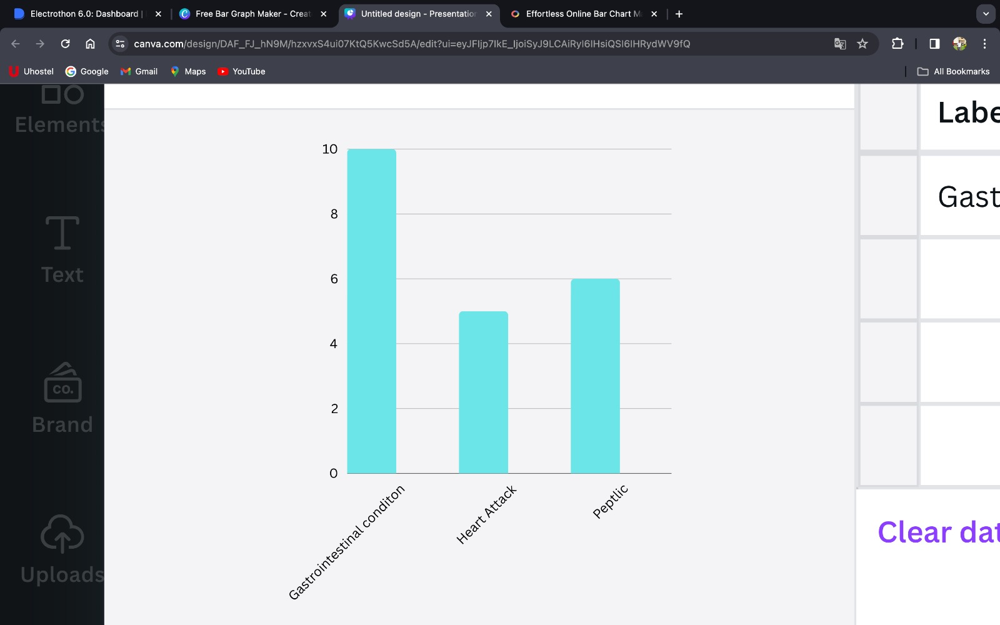 Electrothon 6.0: Dashboard |
Free Bar Graph Maker - Creat
Untitled design - Presentation
Effortless Online Bar Chart Ma
canva.com/design/DAF_FJ_hN9M/hzxvxS4ui07KtQ5KwcSd5A/edit?ui=eyJFIjp7IkE_IjoiSyJ9LCAiRyI6IHsiQSI6IHRydWV9fQ
Uhostel
Google
Gmail
Maps
YouTube
All Bookmarks
Elements
Text
CO.
Brand
Uploads
10
8
6
4
2
0
Gastrointestinal conditon
Heart Attack
Peptlic
Labe
Gast
Clear dat